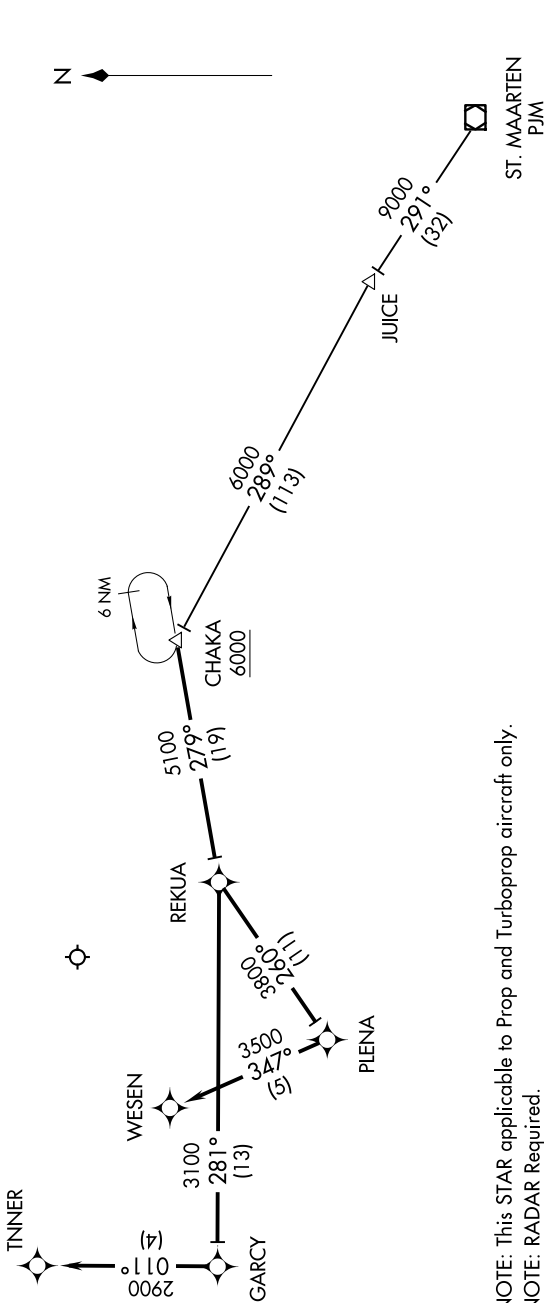 N
ST. MAARTEN
PJM
9000
291°
(32)
JUICE
6000
289°
(113)
6 NM
CHAKA
6000
5100
279°
(19)
REKUA
3800
260°
(11)
PLENA
3500
347°
(5)
WESEN
3100
281°
(13)
GARCY
2900
011°
(4)
TNNER
NOTE: This STAR applicable to Prop and Turboprop aircraft only.
NOTE: RADAR Required.